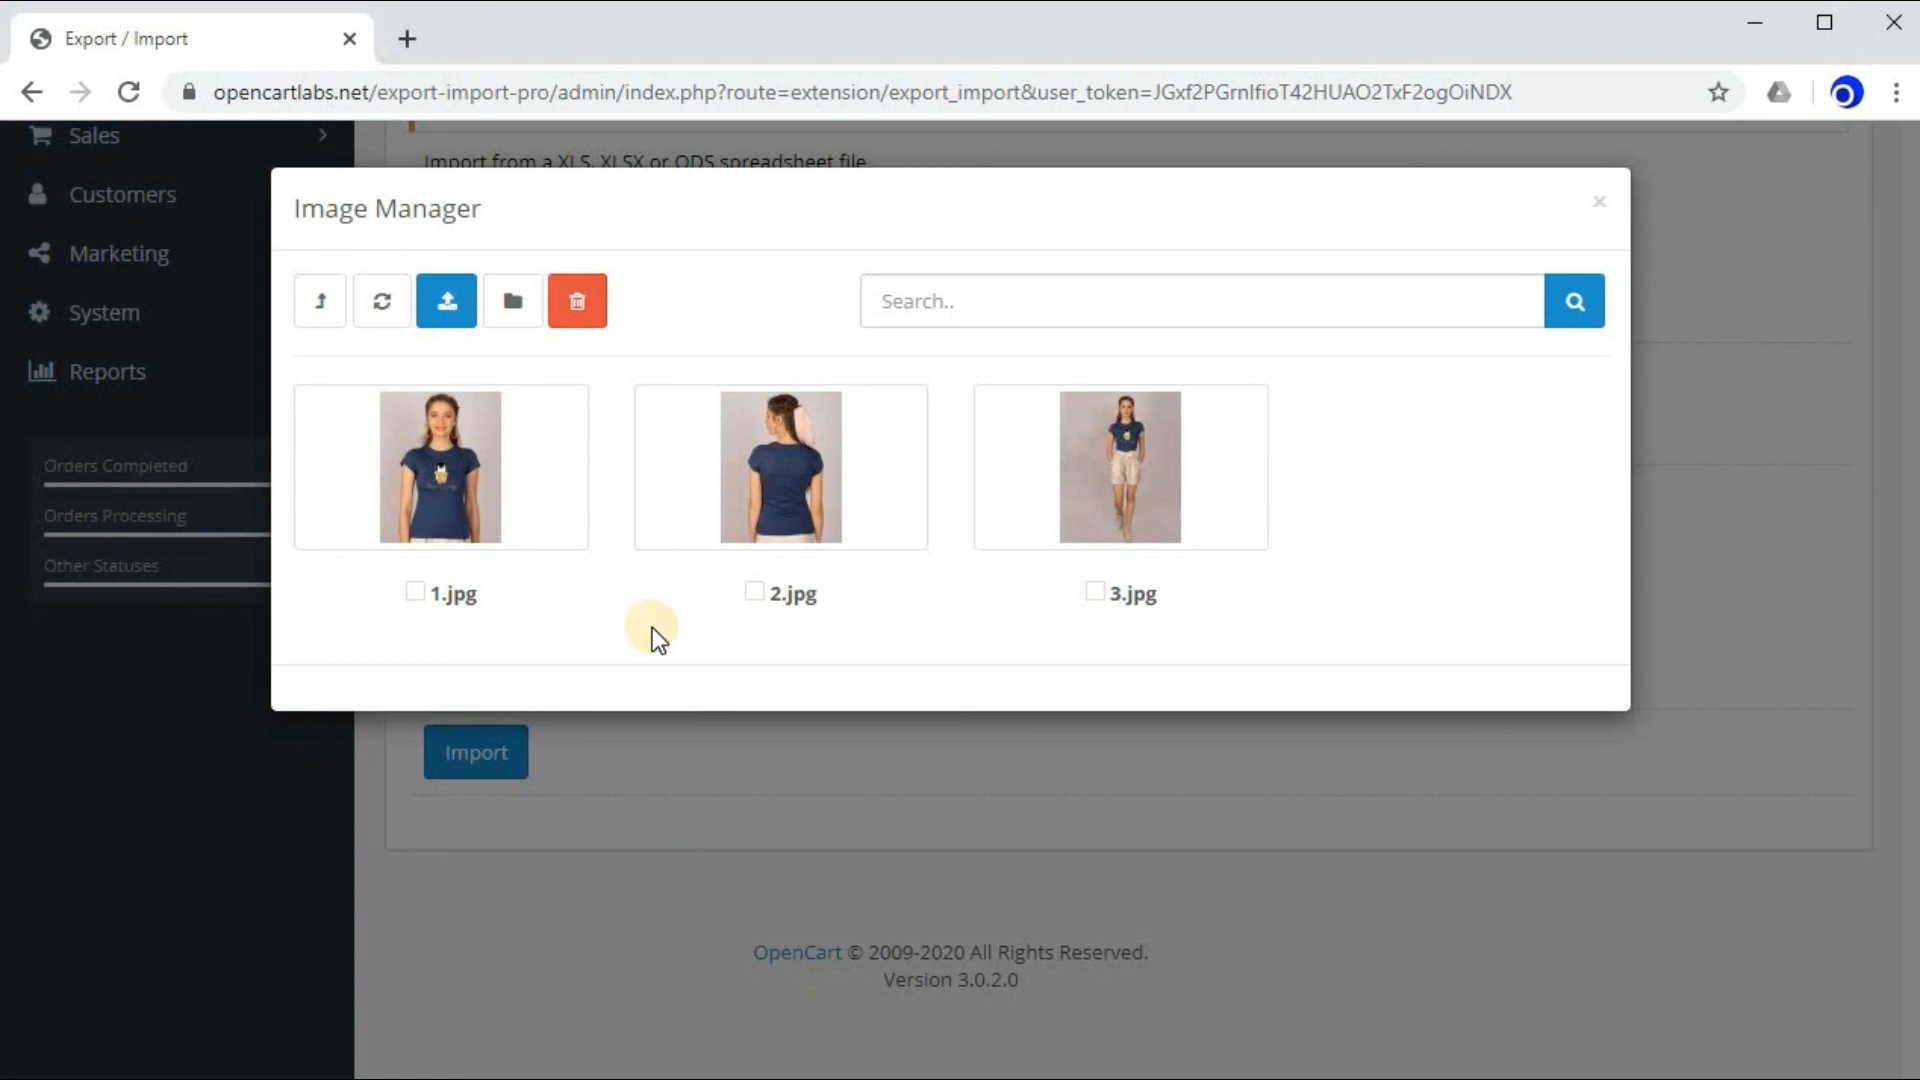 Export / Import
opencartlabs.net/export-import-pro/admin/index.php?route=extension/export_import&user_token=JGxf2PGrnlfioT42HUAO2TxF2ogOiNDX
Sales
Customers
Marketing
System
Reports
Orders Completed
Orders Processing
Other Statuses
Import from a XLS, XLSX or ODS spreadsheet file
Image Manager
Search..
1.jpg
2.jpg
3.jpg
Import
OpenCart © 2009-2020 All Rights Reserved.
Version 3.0.2.0